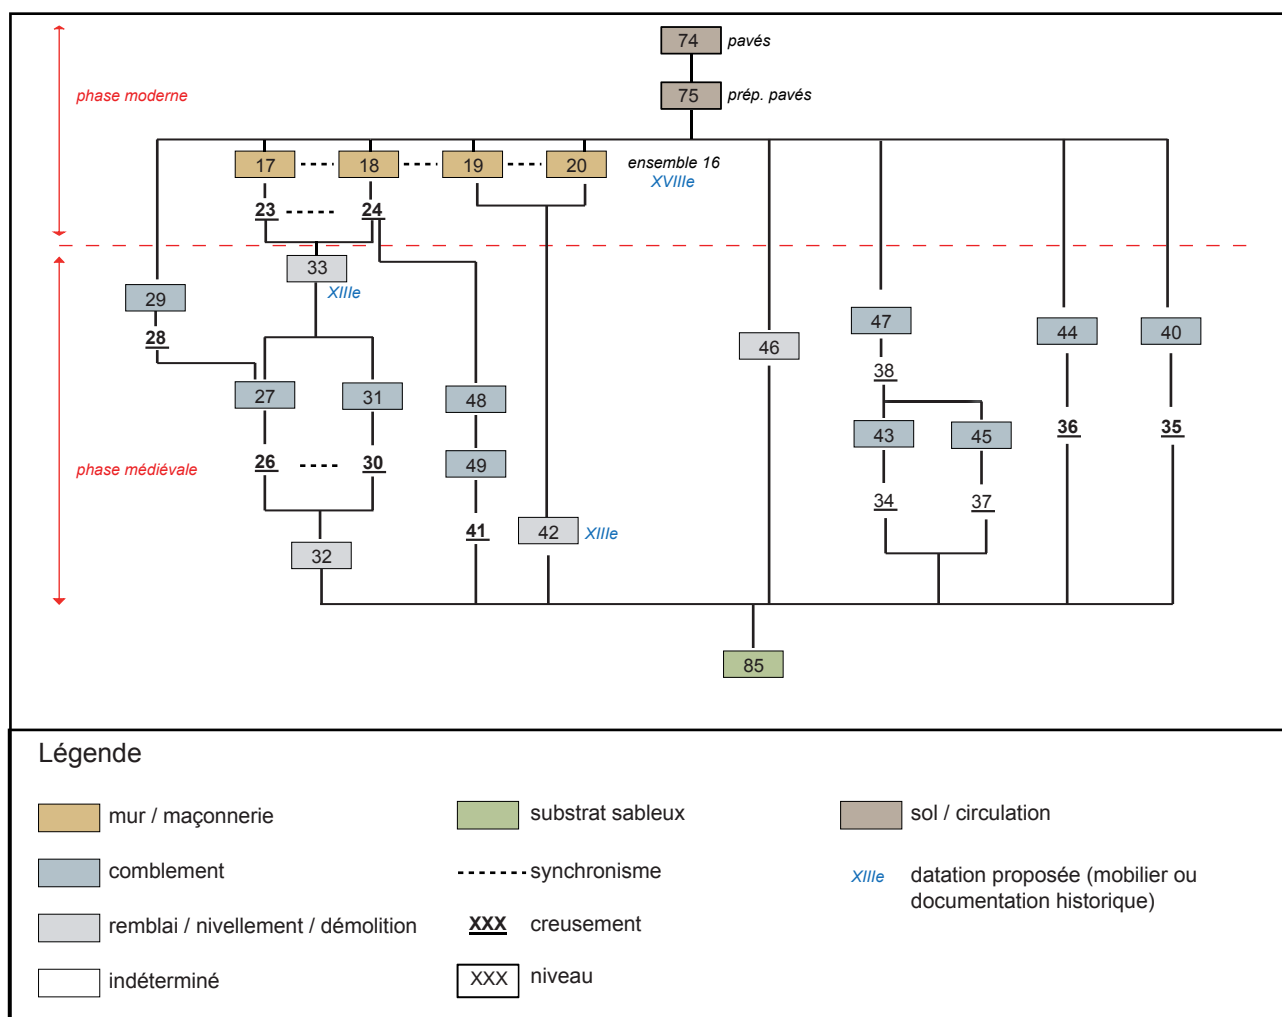 74 pavés
75 prép. pavés
phase moderne
17 18 19 20 ensemble 16
XVIIIe
23 24
33
XIIIe
29
28
47 44 40
46
38
27 31 48
43 45 36 35
phase médiévale
26 30 49
34 37
41 42 XIIIe
32
85
Légende
mur / maçonnerie
substrat sableux
sol / circulation
comblement
synchronisme
XIIIe datation proposée (mobilier ou
documentation historique)
remblai / nivellement / démolition
XXX creusement
indéterminé
XXX niveau